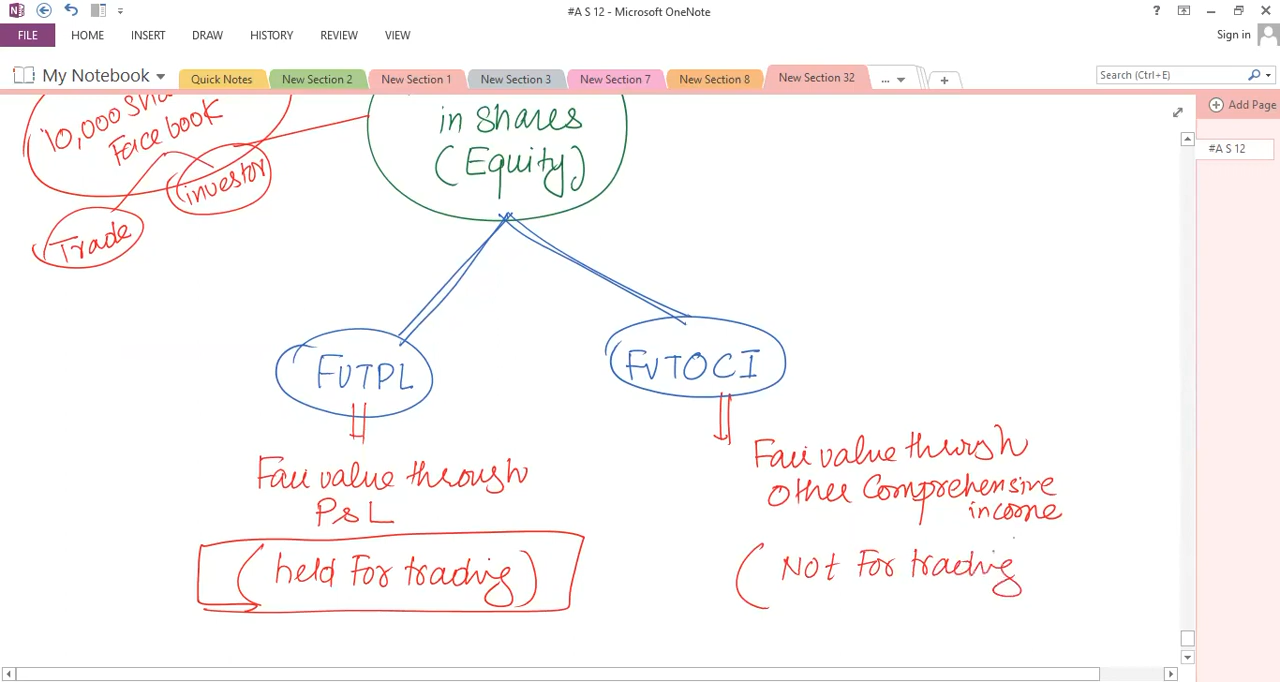 #A S 12 - Microsoft OneNote
?
FILE
HOME
INSERT
DRAW
HISTORY
REVIEW
VIEW
Sign in
My Notebook
Quick Notes
New Section 2
New Section 1
New Section 3
New Section 7
New Section 8
New Section 32
...
+
Search (Ctrl+E)
Add Page
#A S 12
10,000
Facebook
investor
Trade
in Shares
(Equity)
FVTPL
FVTOCI
Fair value through
P&L
(held For trading)
Fair value through
Other Comprehensive
income
(Not For trading